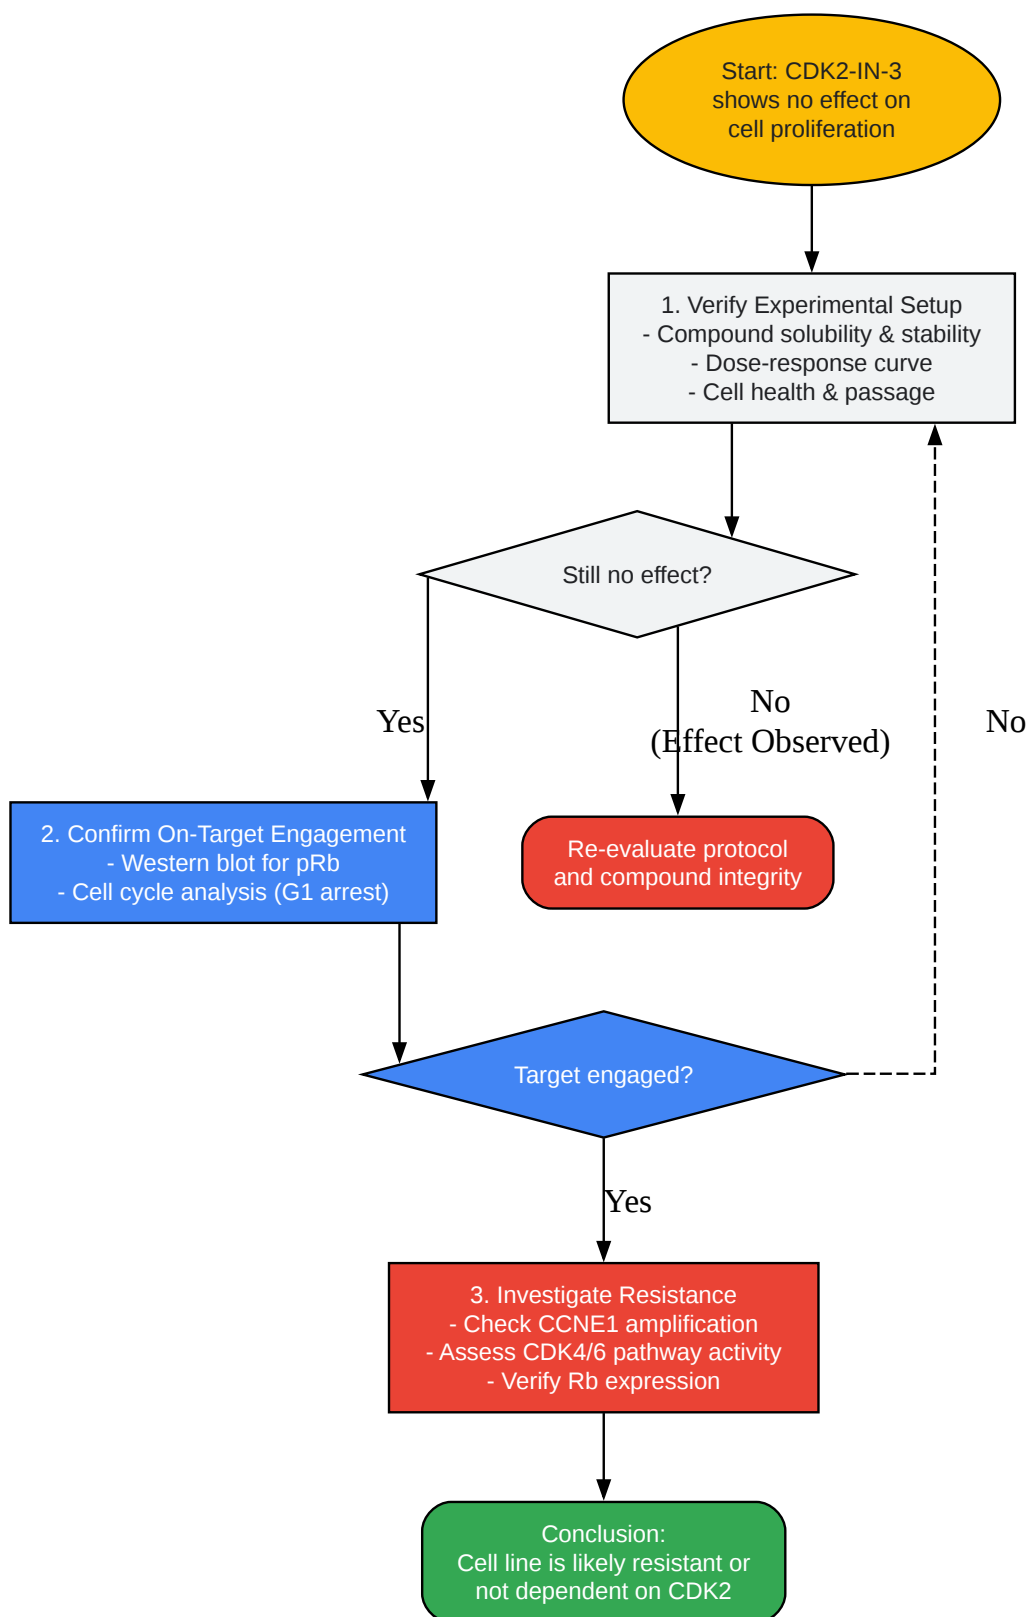 Start: CDK2-IN-3
shows no effect on
cell proliferation
1. Verify Experimental Setup
- Compound solubility & stability
- Dose-response curve
- Cell health & passage
Still no effect?
Yes
No
(Effect Observed)
No
2. Confirm On-Target Engagement
- Western blot for pRb
- Cell cycle analysis (G1 arrest)
Re-evaluate protocol
and compound integrity
Target engaged?
Yes
3. Investigate Resistance
- Check CCNE1 amplification
- Assess CDK4/6 pathway activity
- Verify Rb expression
Conclusion:
Cell line is likely resistant or
not dependent on CDK2